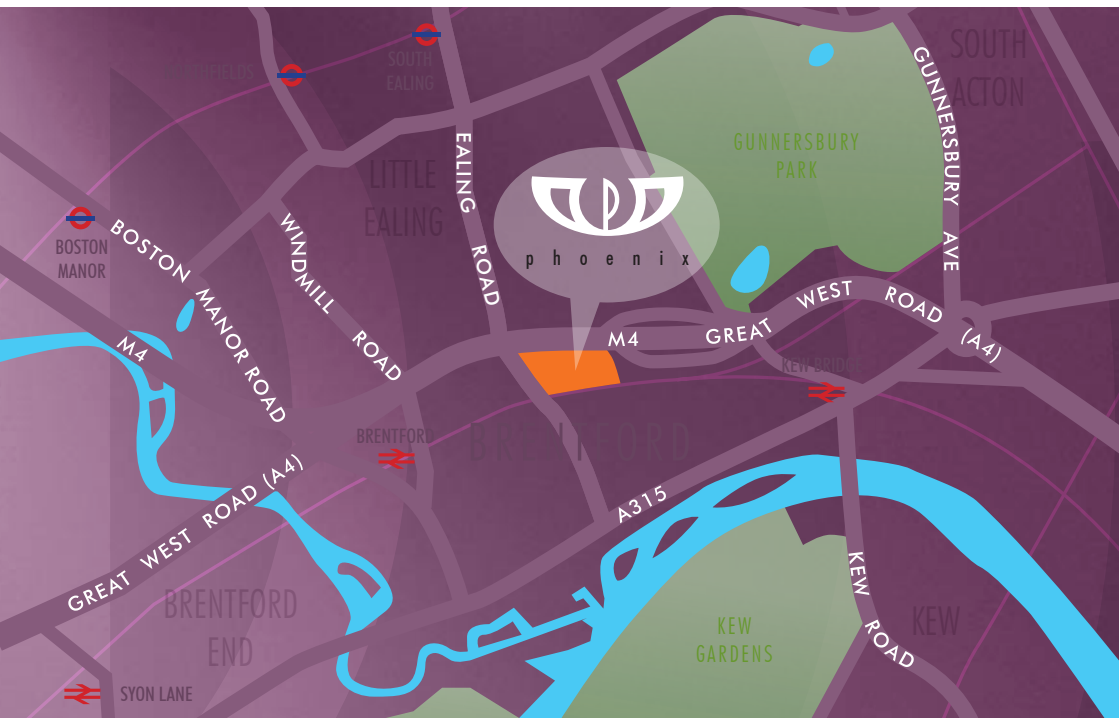 SOUTH
EALING
SOUTH
ACTON
GUNNERSBURY AVE
GUNNERSBURY
PARK
EALING ROAD
LITTLE
EALING
BOSTON
MANOR
BOSTON MANOR ROAD
WINDMILL ROAD
phoenix
M4
GREAT WEST ROAD (A4)
M4
KEW BRIDGE
BRENTFORD
BRENTFORD
GREAT WEST ROAD (A4)
A315
KEW ROAD
BRENTFORD
END
KEW
GARDENS
KEW
SYON LANE